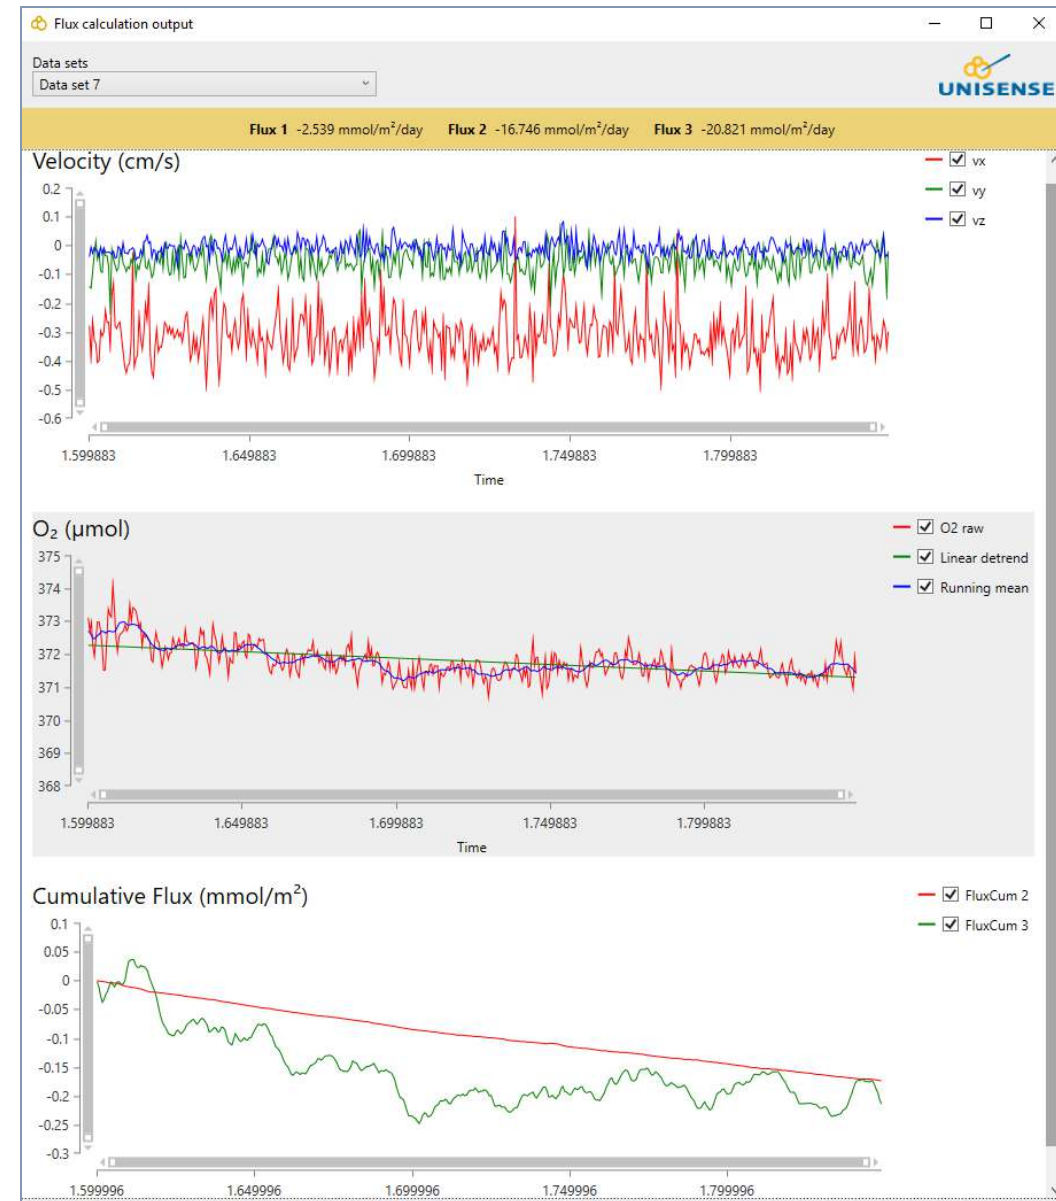 Flux calculation output
Data sets
Data set 7
UNISENSE
Flux 1 -2.539 mmol/m²/day Flux 2 -16.746 mmol/m²/day Flux 3 -20.821 mmol/m²/day
Velocity (cm/s)
vx
vy
vz
0.2
0.1
0
-0.1
-0.2
-0.3
-0.4
-0.5
-0.6
1.599883 1.649883 1.699883 1.749883 1.799883
Time
O₂ (µmol)
O2 raw
Linear detrend
Running mean
375
374
373
372
371
370
369
368
1.599883 1.649883 1.699883 1.749883 1.799883
Time
Cumulative Flux (mmol/m²)
FluxCum 2
FluxCum 3
0.1
0.05
0
-0.05
-0.1
-0.15
-0.2
-0.25
-0.3
1.599996 1.649996 1.699996 1.749996 1.799996